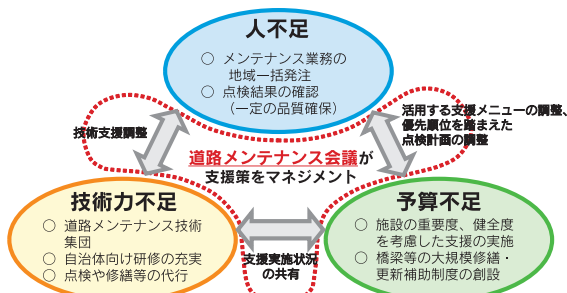 人不足
○ メンテナンス業務の
地域一括発注
○ 点検結果の確認
（一定の品質確保）
技術支援調整
活用する支援メニューの調整、
優先順位を踏まえた
点検計画の調整
道路メンテナンス会議が
支援策をマネジメント
技術力不足
○ 道路メンテナンス技術
集団
○ 自治体向け研修の充実
○ 点検や修繕等の代行
支援実施状況
の共有
予算不足
○ 施設の重要度、健全度
を考慮した支援の実施
○ 橋梁等の大規模修繕・
更新補助制度の創設